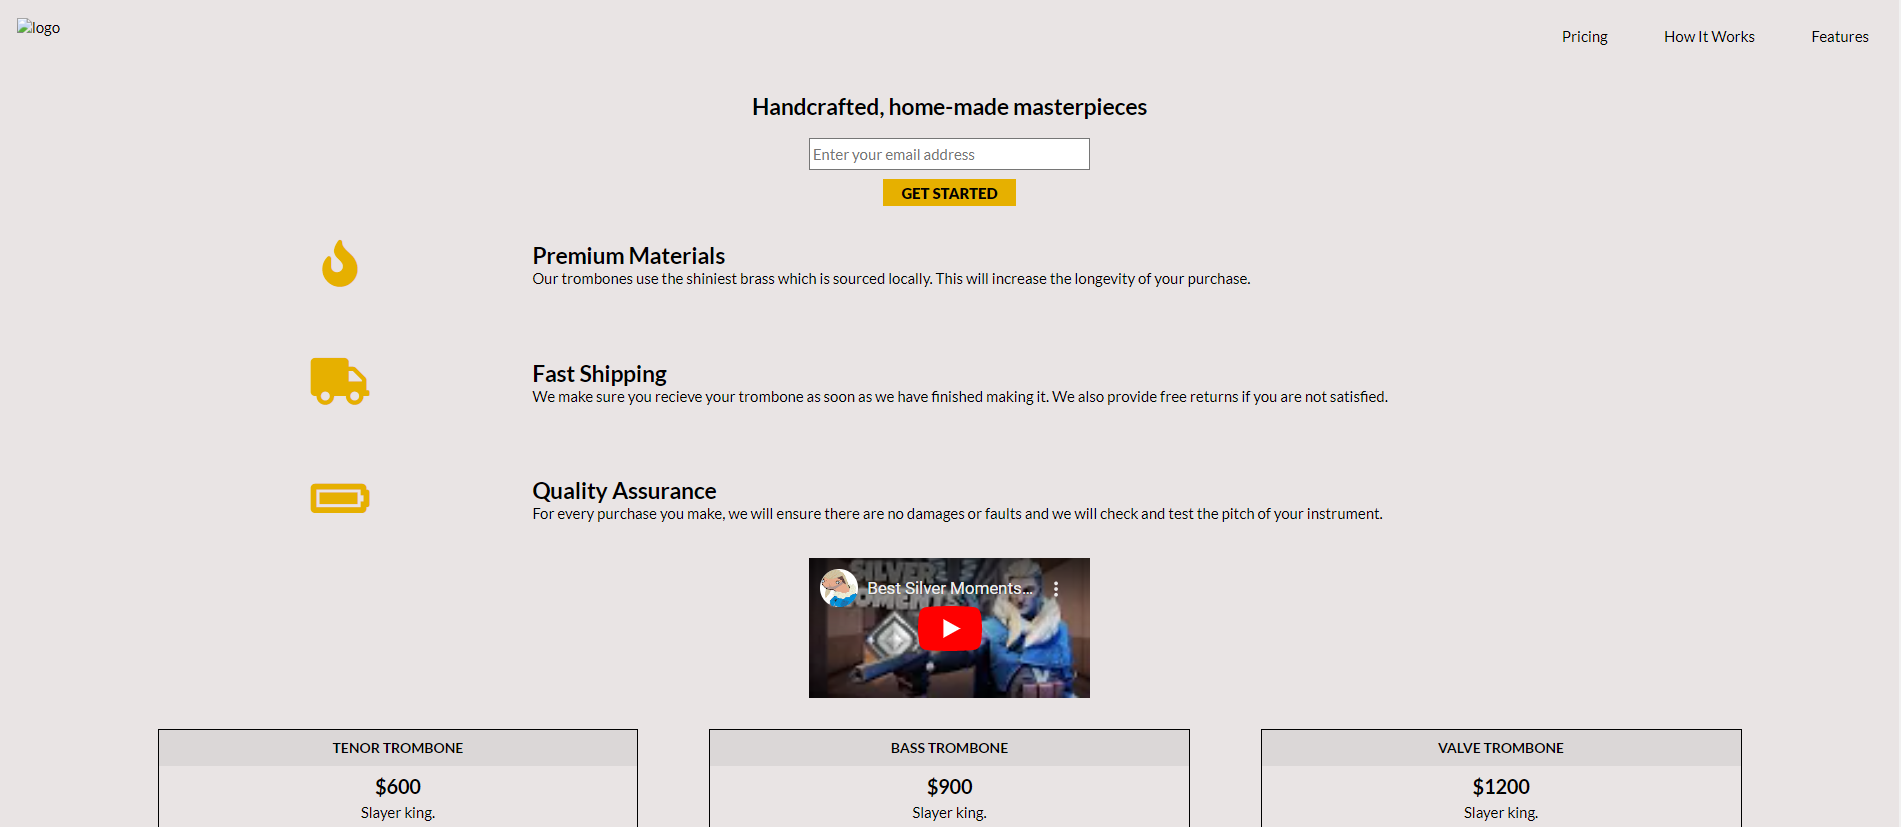 logo
Pricing How It Works Features
Handcrafted, home-made masterpieces
Enter your email address
GET STARTED
Premium Materials
Our trombones use the shiniest brass which is sourced locally. This will increase the longevity of your purchase.
Fast Shipping
We make sure you recieve your trombone as soon as we have finished making it. We also provide free returns if you are not satisfied.
Quality Assurance
For every purchase you make, we will ensure there are no damages or faults and we will check and test the pitch of your instrument.
SILVER
Best Silver Moments...
MOMENTS
TENOR TROMBONE BASS TROMBONE VALVE TROMBONE
$600 $900 $1200
Slayer king. Slayer king. Slayer king.